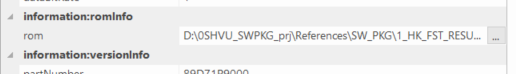 information:romInfo
rom D:\0SHVU_SWPKG_prj\References\SW_PKG\1_HK_FST_RESU... ...
information:versionInfo
partNumber 89D71P9000